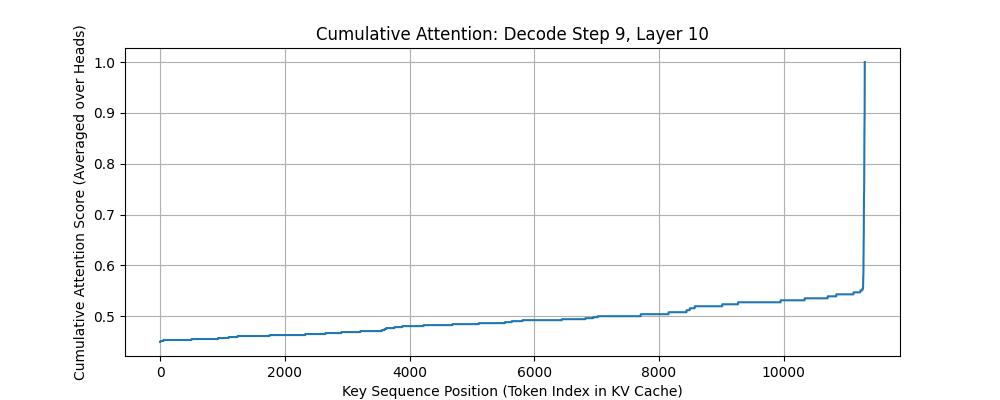 Cumulative Attention: Decode Step 9, Layer 10
Cumulative Attention Score (Averaged over Heads)
1.0
0.9
0.8
0.7
0.6
0.5
0 2000 4000 6000 8000 10000
Key Sequence Position (Token Index in KV Cache)